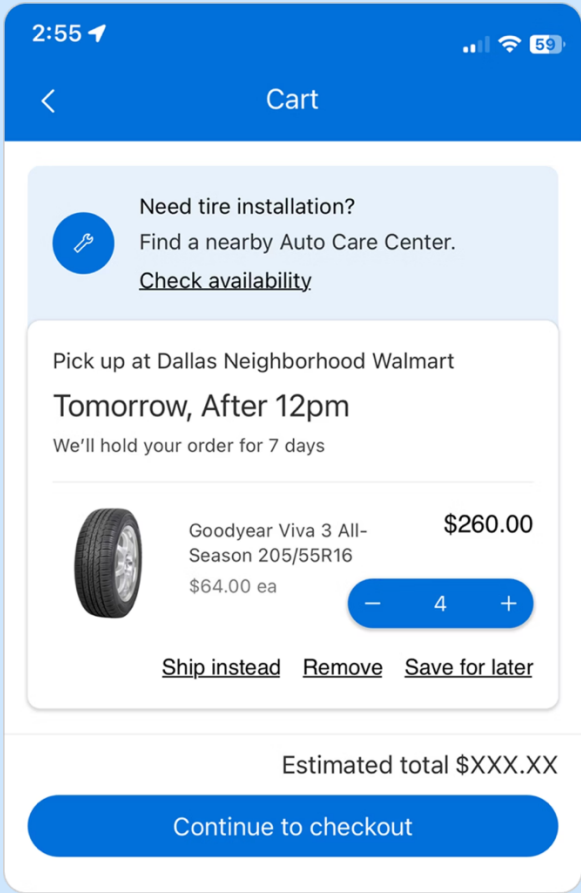 2:55
59
Cart
Need tire installation?
Find a nearby Auto Care Center.
Check availability
Pick up at Dallas Neighborhood Walmart
Tomorrow, After 12pm
We'll hold your order for 7 days
Goodyear Viva 3 All-
Season 205/55R16
$64.00 ea
$260.00
− 4 +
Ship instead Remove Save for later
Estimated total $XXX.XX
Continue to checkout